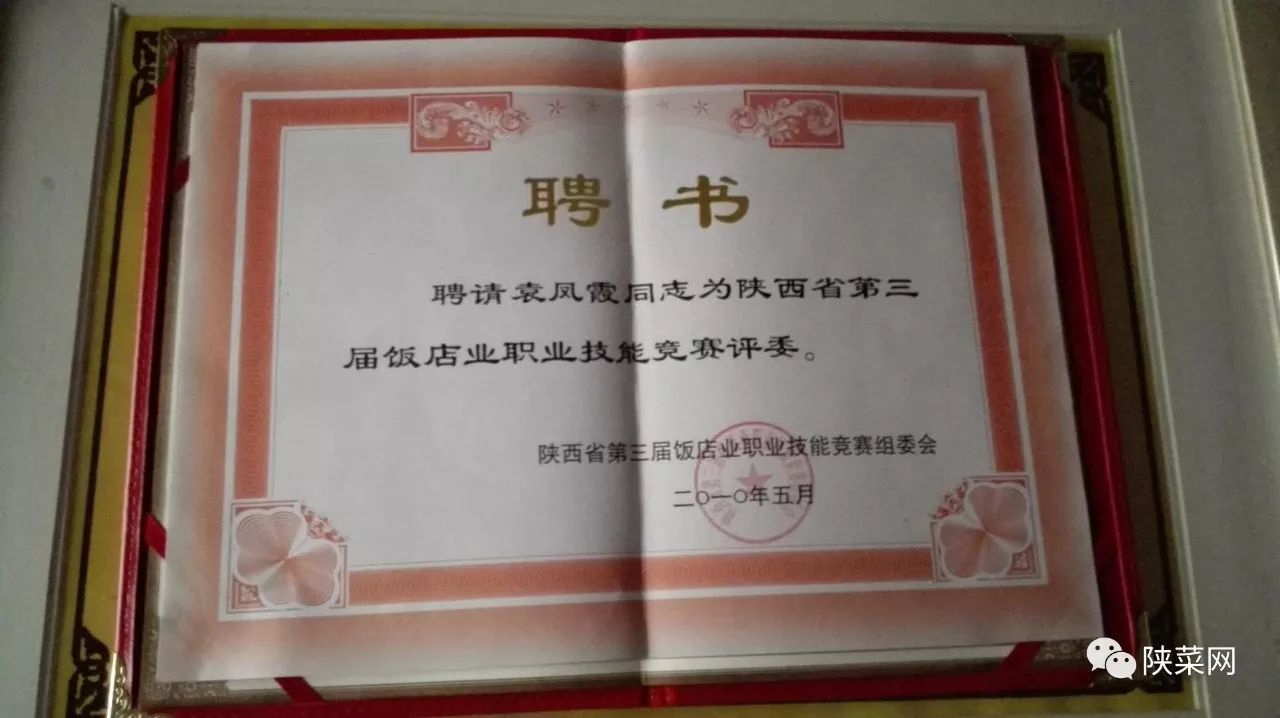 聘书
聘请袁凤霞同志为陕西省第三
届饭店业职业技能竞赛评委。
陕西省第三届饭店业职业技能竞赛组委会
二〇一〇年五月
陕菜网